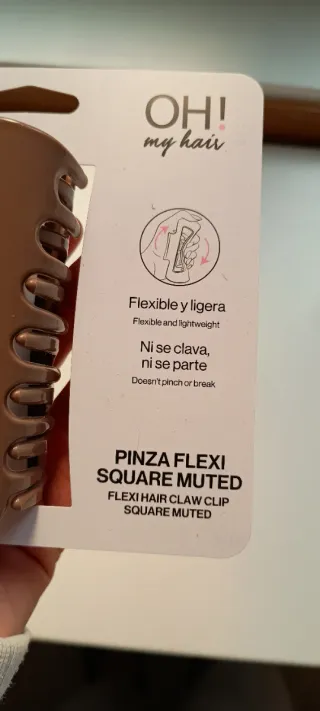 OH!
my hair
Flexible y ligera
Flexible and lightweight
Ni se clava,
ni se parte
Doesn't pinch or break
PINZA FLEXI
SQUARE MUTED
FLEXI HAIR CLAW CLIP
SQUARE MUTED